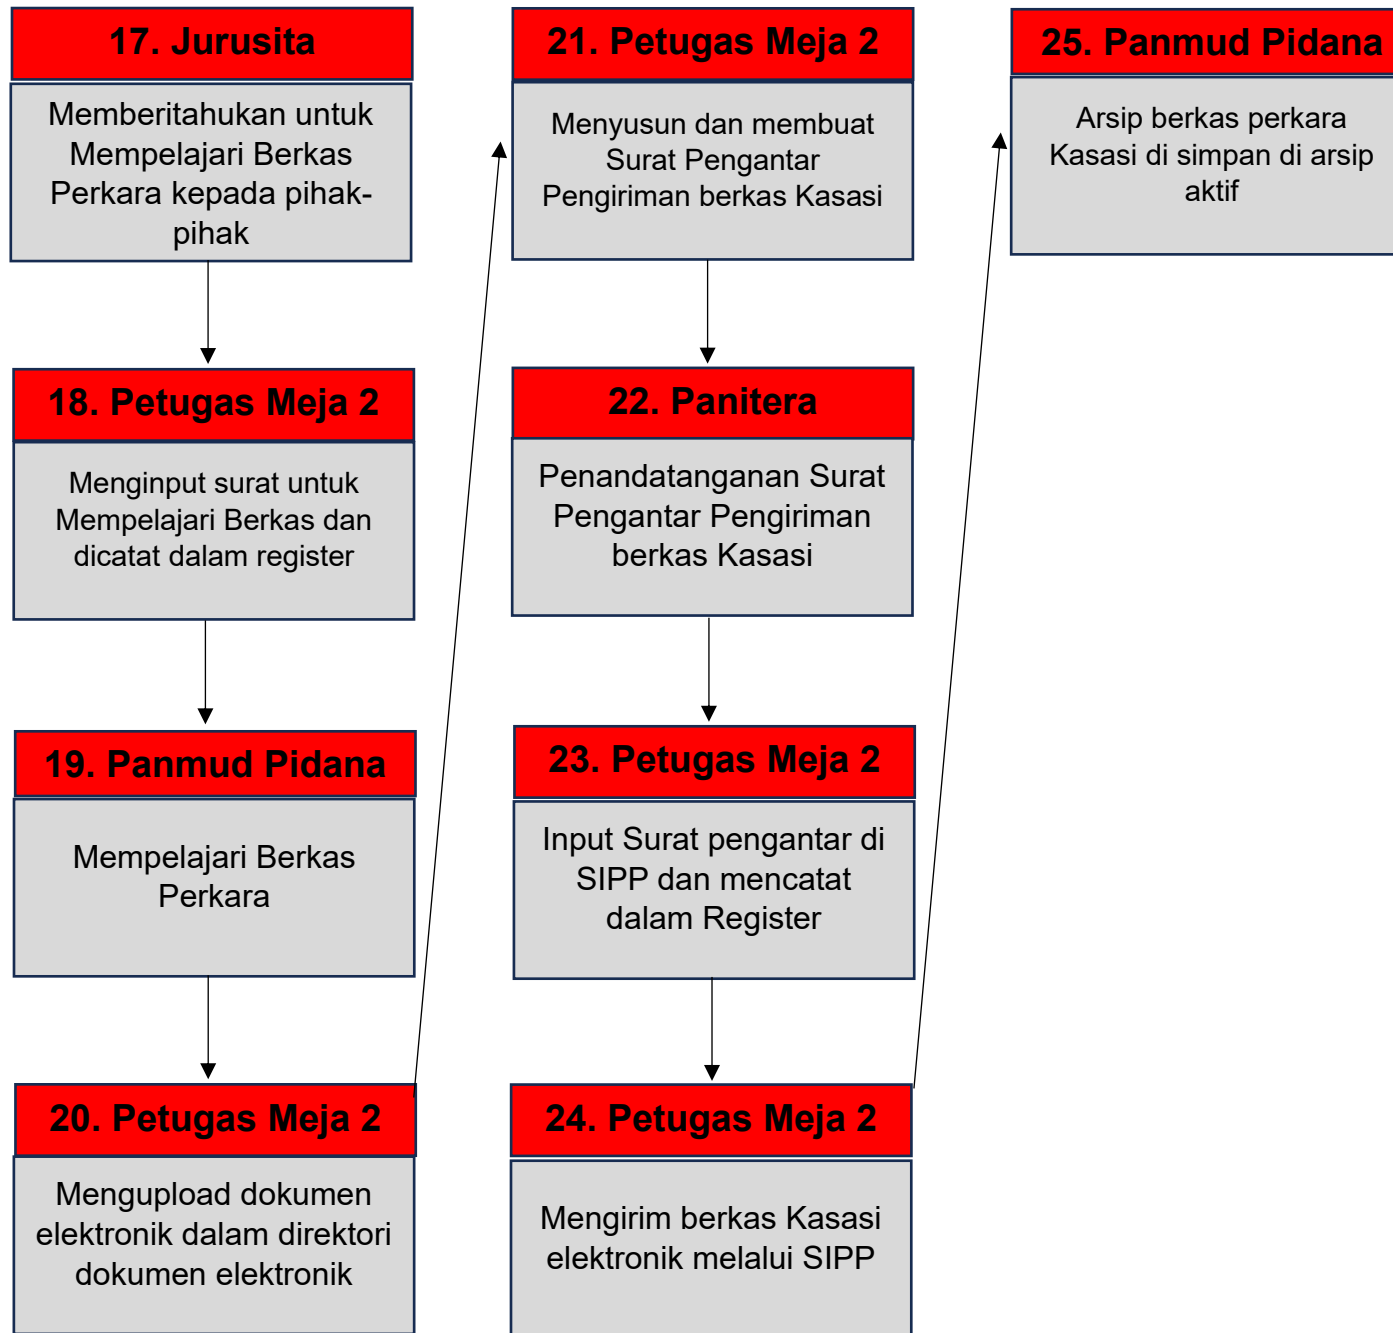 17. Jurusita
Memberitahukan untuk
Mempelajari Berkas
Perkara kepada pihak-
pihak
18. Petugas Meja 2
Menginput surat untuk
Mempelajari Berkas dan
dicatat dalam register
19. Panmud Pidana
Mempelajari Berkas
Perkara
20. Petugas Meja 2
Mengupload dokumen
elektronik dalam direktori
dokumen elektronik
21. Petugas Meja 2
Menyusun dan membuat
Surat Pengantar
Pengiriman berkas Kasasi
22. Panitera
Penandatanganan Surat
Pengantar Pengiriman
berkas Kasasi
23. Petugas Meja 2
Input Surat pengantar di
SIPP dan mencatat
dalam Register
24. Petugas Meja 2
Mengirim berkas Kasasi
elektronik melalui SIPP
25. Panmud Pidana
Arsip berkas perkara
Kasasi di simpan di arsip
aktif